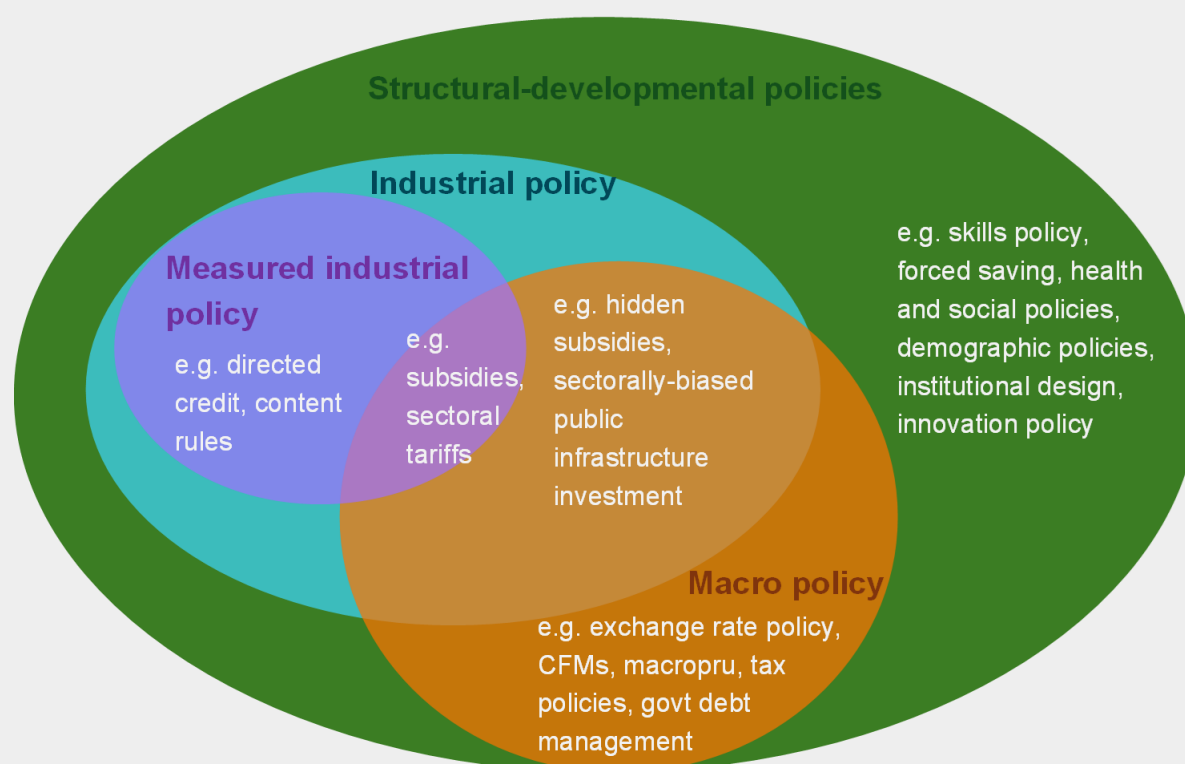 Structural-developmental policies
Industrial policy
Measured industrial
policy
e.g. directed
credit, content
rules
e.g.
subsidies,
sectoral
tariffs
e.g. hidden
subsidies,
sectorally-biased
public
infrastructure
investment
e.g. skills policy,
forced saving, health
and social policies,
demographic policies,
institutional design,
innovation policy
Macro policy
e.g. exchange rate policy,
CFMs, macropru, tax
policies, govt debt
management